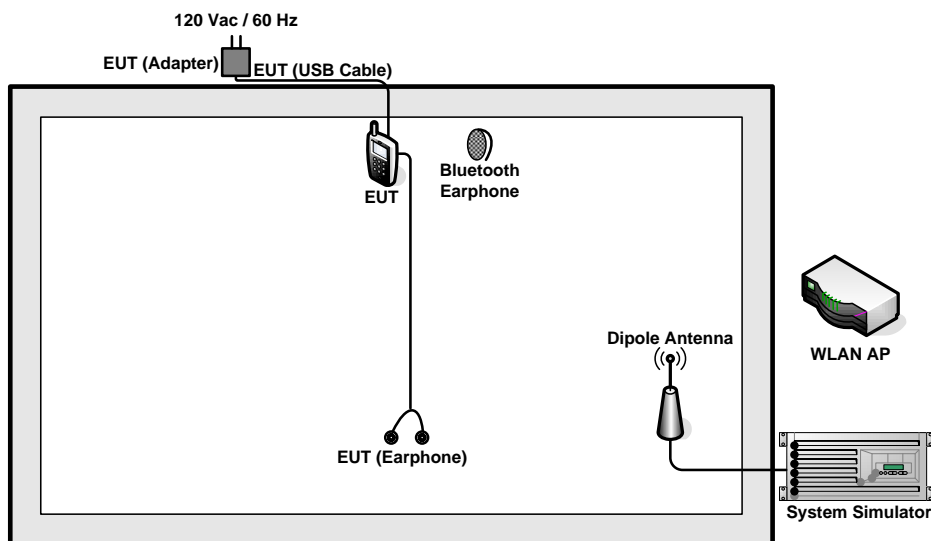 120 Vac / 60 Hz
EUT (Adapter)
EUT (USB Cable)
EUT
Bluetooth
Earphone
Dipole Antenna
WLAN AP
EUT (Earphone)
System Simulator